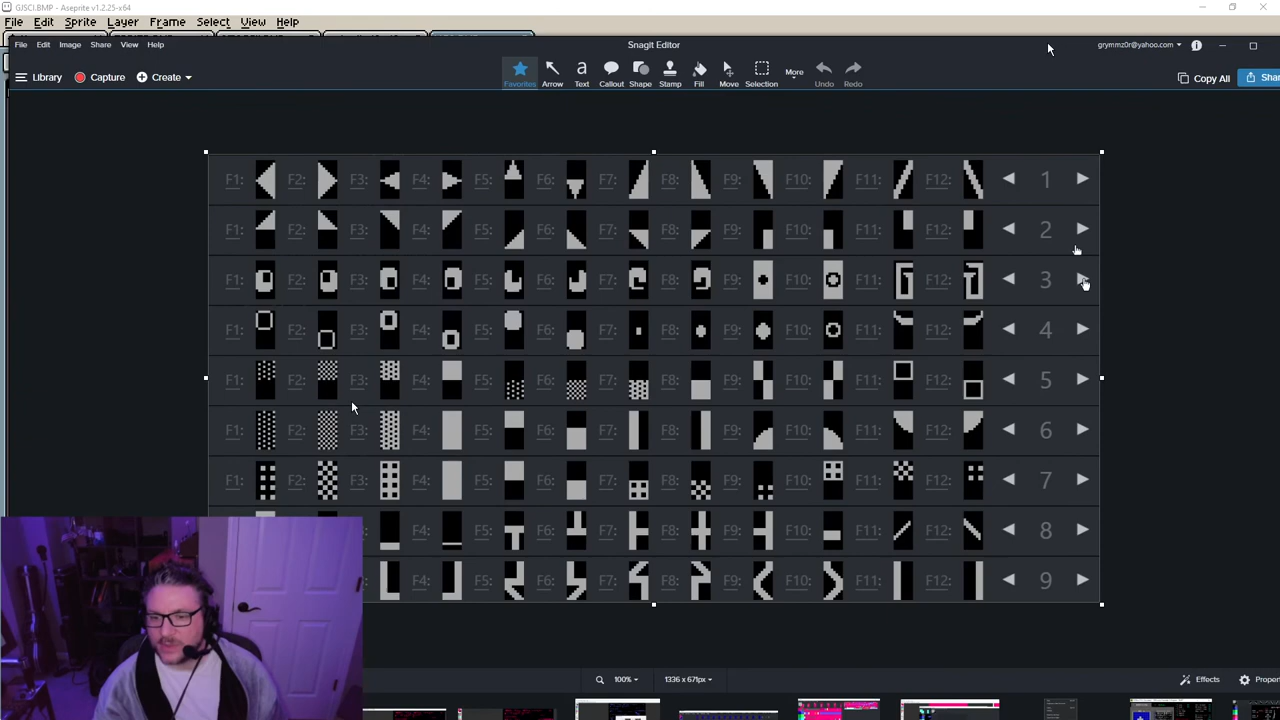 GJSCI.BMP - Aseprite v1.2.25-x64
File Edit Sprite Layer Frame Select View Help
File Edit Image Share View Help
Snagit Editor
grymmz0r@yahoo.com
Library Capture Create
Favorites Arrow Text Callout Shape Stamp Fill Move Selection More Undo Redo
Copy All Shar
F1: F2: F3: F4: F5: F6: F7: F8: F9: F10: F11: F12: 1
F1: F2: F3: F4: F5: F6: F7: F8: F9: F10: F11: F12: 2
F1: F2: F3: F4: F5: F6: F7: F8: F9: F10: F11: F12: 3
F1: F2: F3: F4: F5: F6: F7: F8: F9: F10: F11: F12: 4
F1: F2: F3: F4: F5: F6: F7: F8: F9: F10: F11: F12: 5
F1: F2: F3: F4: F5: F6: F7: F8: F9: F10: F11: F12: 6
F1: F2: F3: F4: F5: F6: F7: F8: F9: F10: F11: F12: 7
F4: F5: F6: F7: F8: F9: F10: F11: F12: 8
F4: F5: F6: F7: F8: F9: F10: F11: F12: 9
100% 1336 x 671px Effects Proper